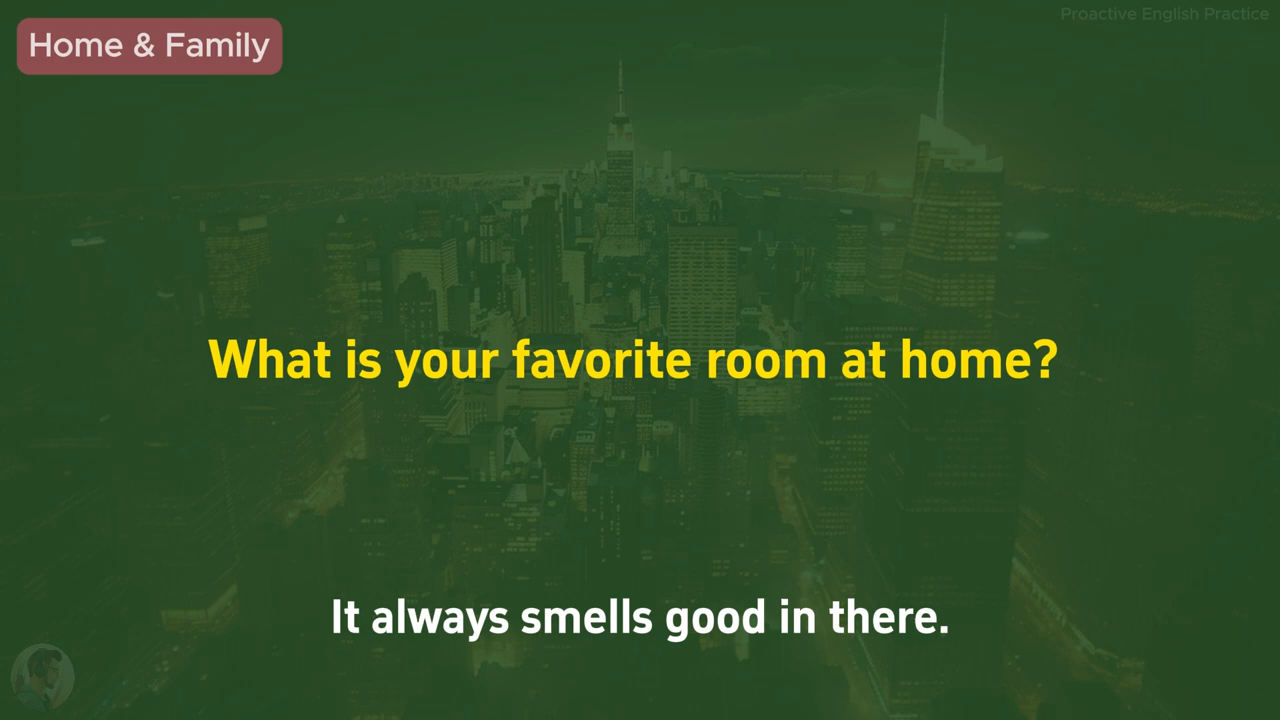 Proactive English Practice
Home & Family
What is your favorite room at home?
It always smells good in there.